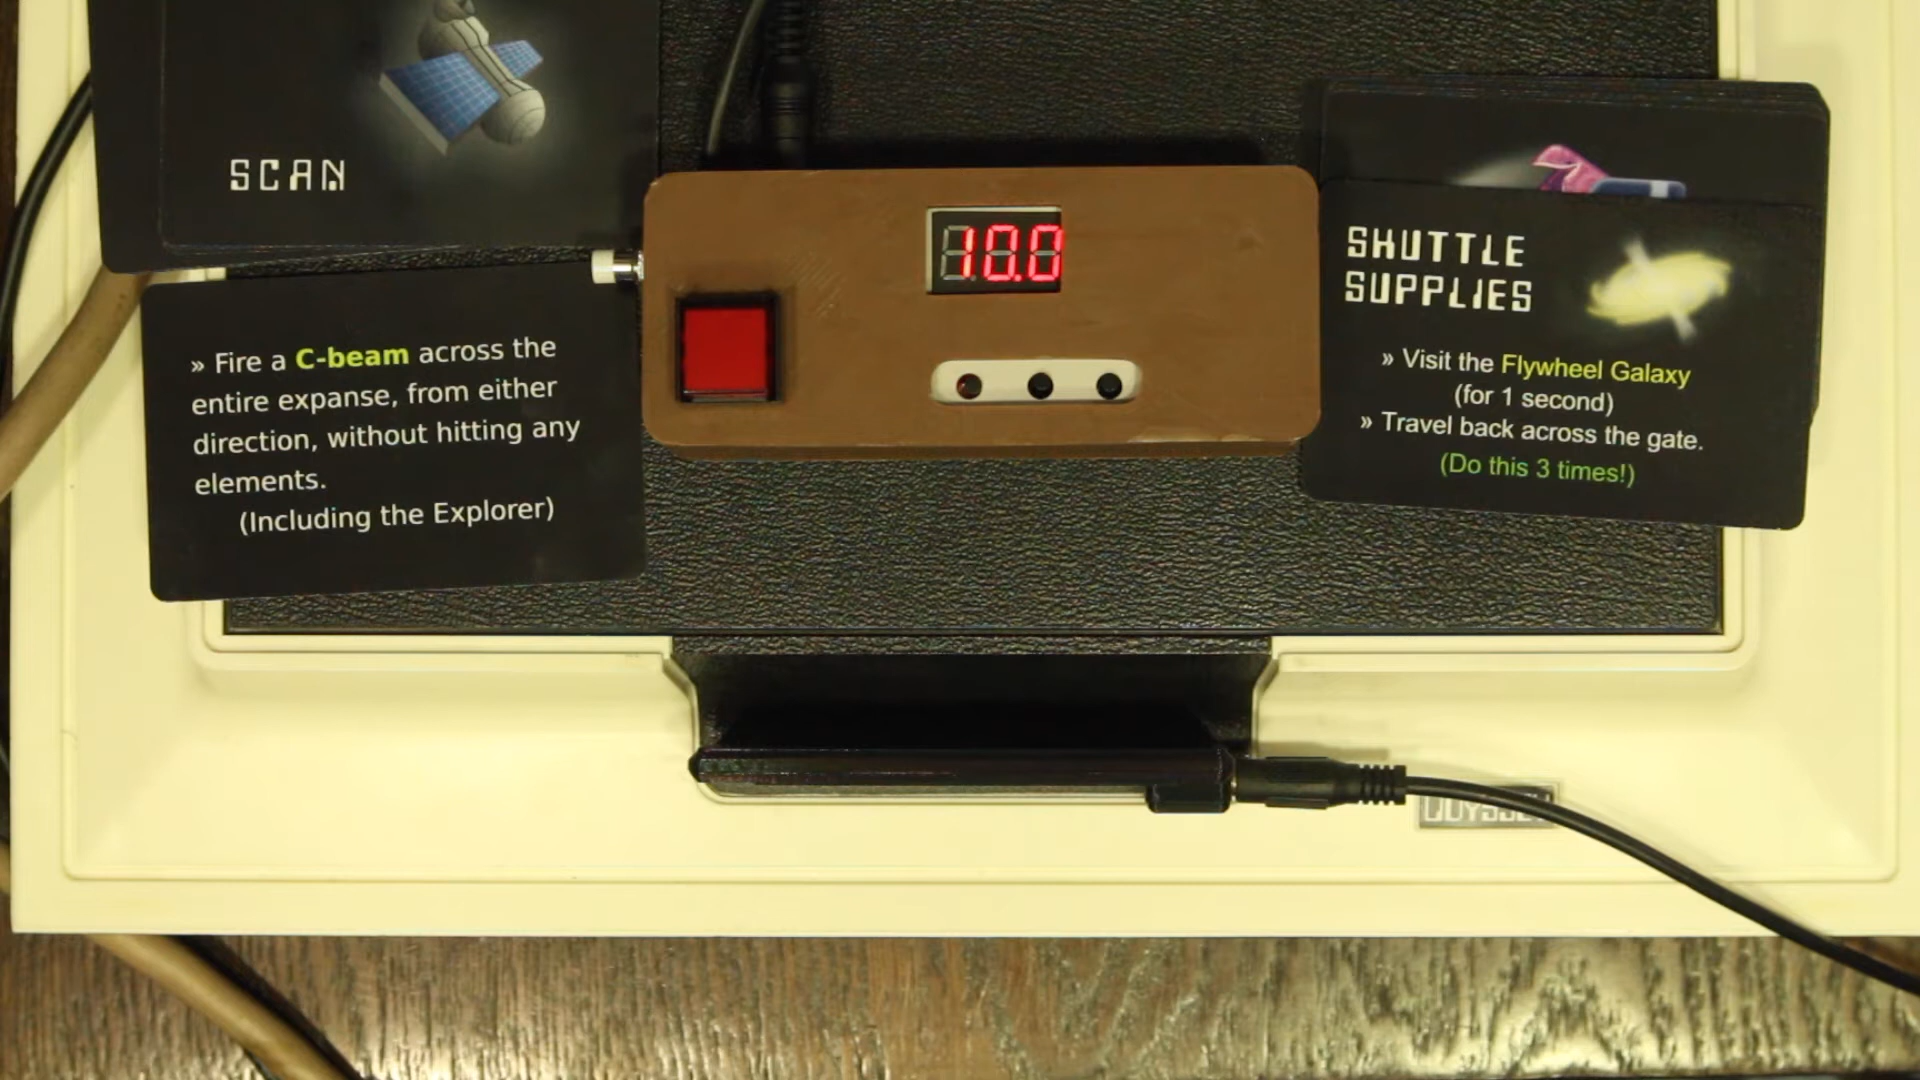 SCAN
» Fire a C-beam across the
entire expanse, from either
direction, without hitting any
elements.
(Including the Explorer)
10.0
SHUTTLE
SUPPLIES
» Visit the Flywheel Galaxy
(for 1 second)
» Travel back across the gate.
(Do this 3 times!)
ODYSSEY